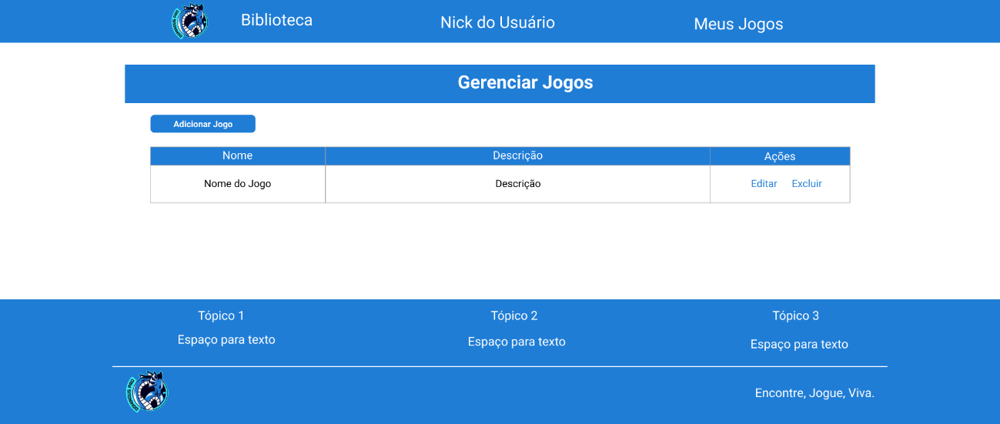 Biblioteca
Nick do Usuário
Meus Jogos
Gerenciar Jogos
Adicionar Jogo
Nome Descrição Ações
Nome do Jogo Descrição Editar Excluir
Tópico 1 Tópico 2 Tópico 3
Espaço para texto Espaço para texto Espaço para texto
Encontre, Jogue, Viva.